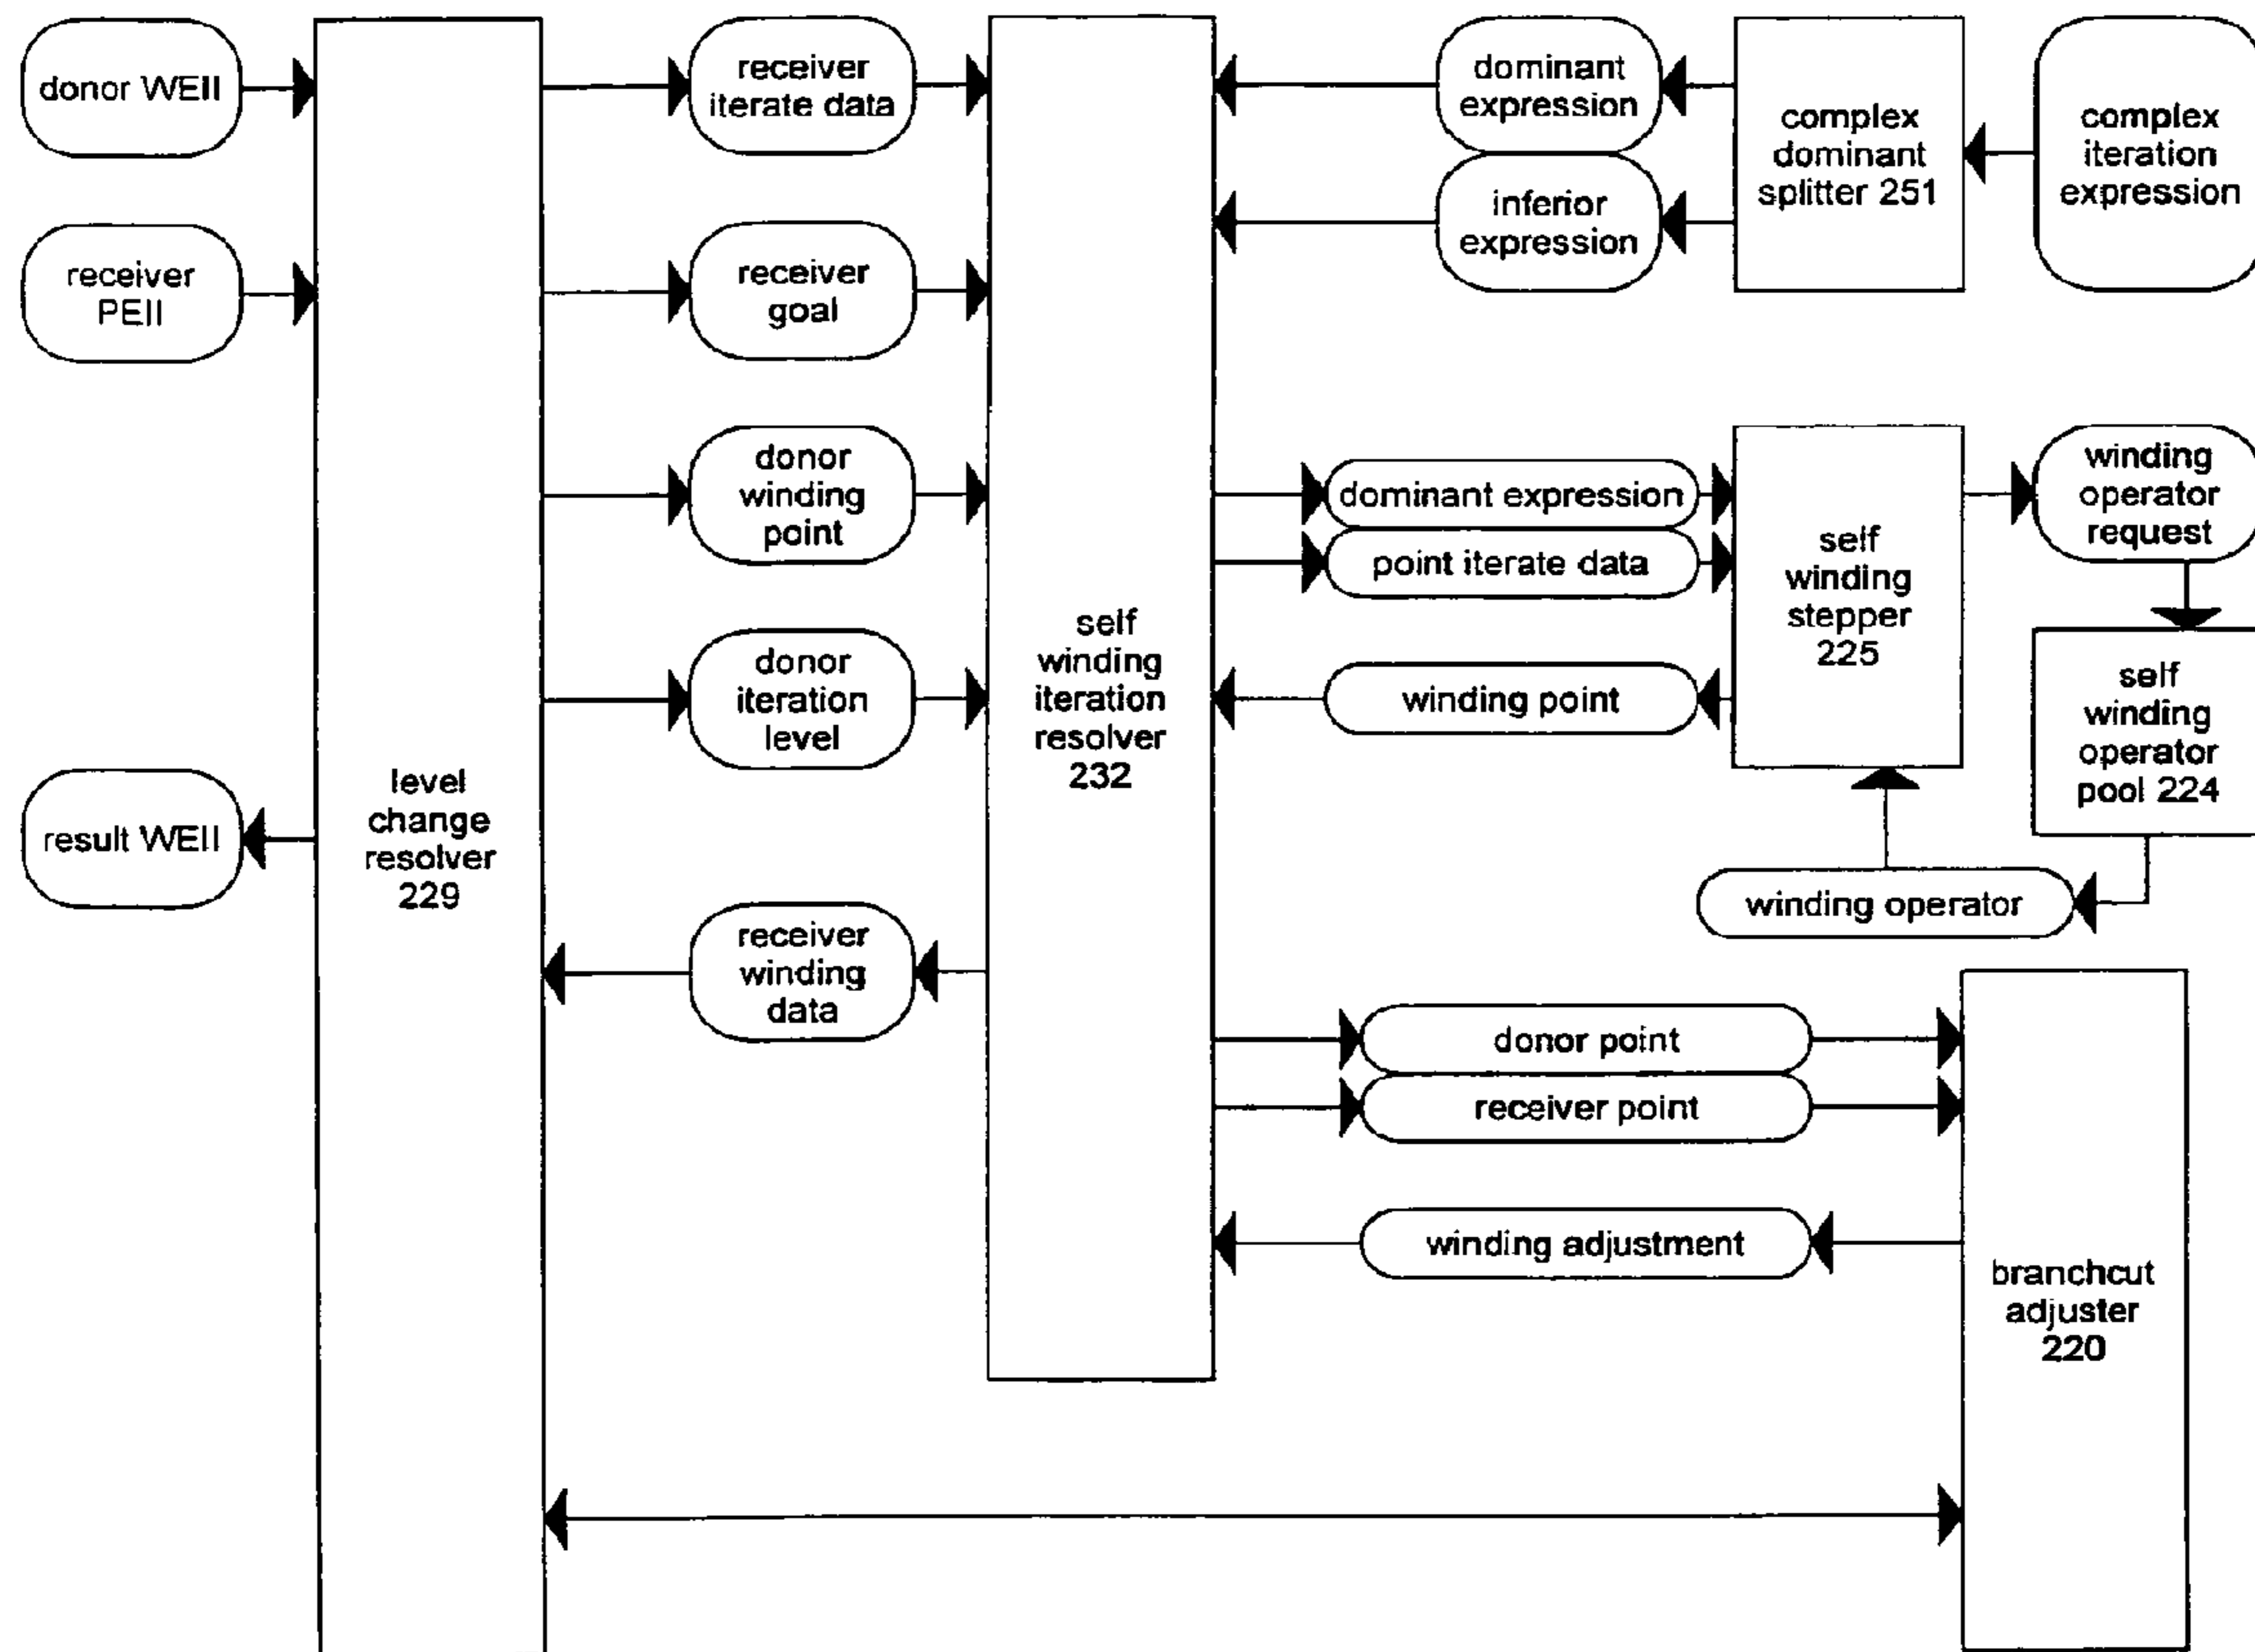 donor WEII
receiver
PEII
result WEII
level
change
resolver
229
receiver
iterate data
receiver
goal
donor
winding
point
donor
iteration
level
receiver
winding
data
self
winding
iteration
resolver
232
dominant
expression
inferior
expression
complex
dominant
splitter 251
complex
iteration
expression
dominant expression
point iterate data
winding point
self
winding
stepper
225
winding
operator
request
self
winding
operator
pool 224
winding operator
donor point
receiver point
winding adjustment
branchcut
adjuster
220